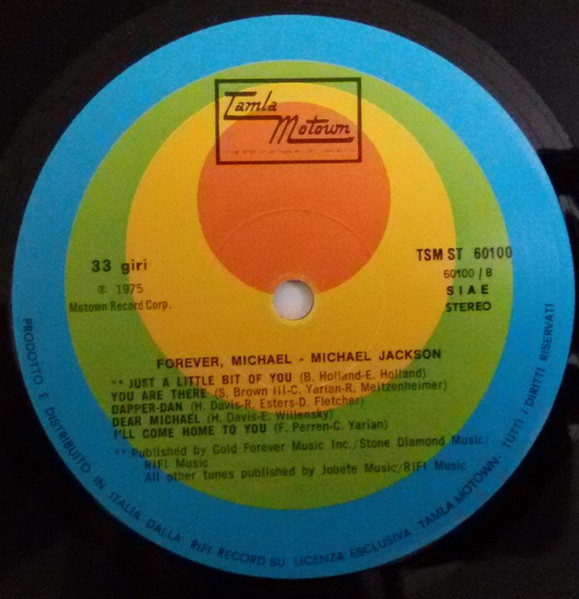 Tamla
Motown
33 giri
℗ 1975
Motown Record Corp.
TSM ST 60100
60100 / B
S I A E
STEREO
FOREVER, MICHAEL - MICHAEL JACKSON
** JUST A LITTLE BIT OF YOU (B. Holland-E. Holland)
YOU ARE THERE (S. Brown III-C. Yarian-R. Meitzenheimer)
DAPPER-DAN (H. Davis-R. Esters-D. Fletcher)
DEAR MICHAEL (H. Davis-E. Willensky)
I'LL COME HOME TO YOU (F. Perren-C. Yarian)
** Published by Gold Forever Music Inc./Stone Diamond Music/
RIFI Music
All other tunes published by Jobete Music/RIFI Music
PRODOTTO E DISTRIBUITO IN ITALIA DALLA RIFI RECORD SU LICENZA ESCLUSIVA - TAMLA MOTOWN - TUTTI I DIRITTI RISERVATI